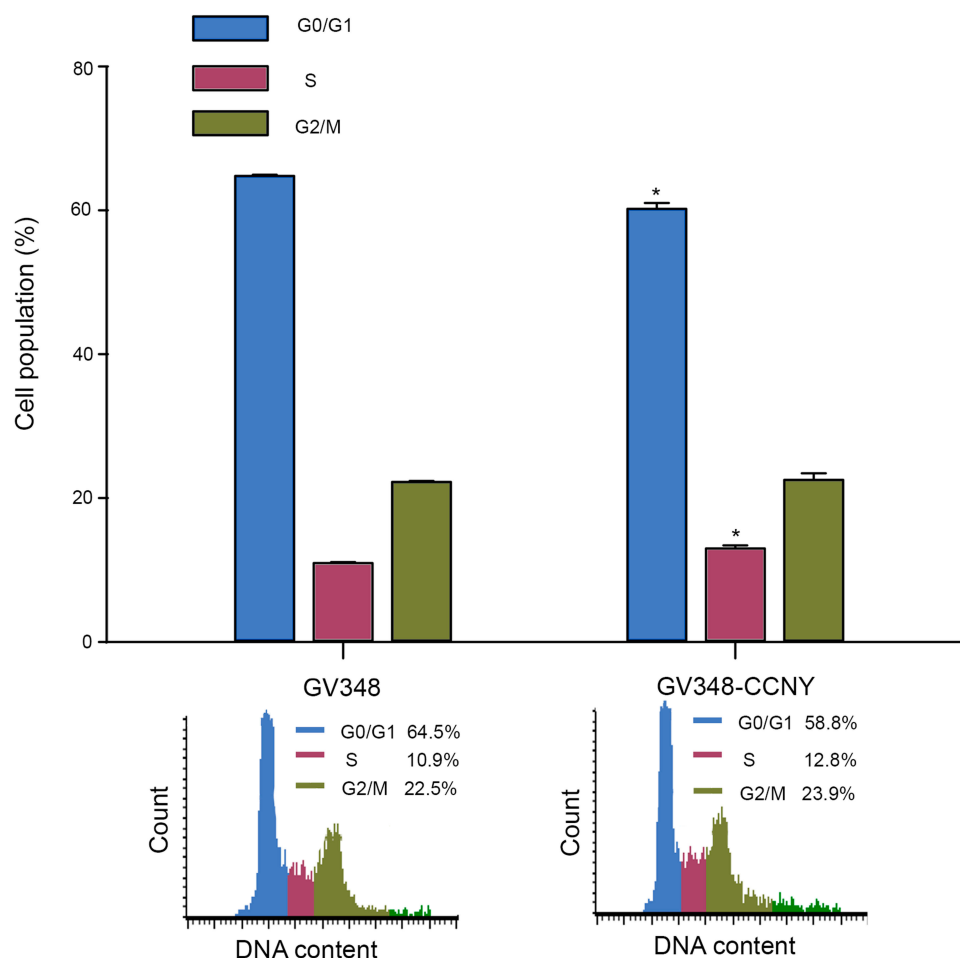 G0/G1
S
G2/M
Cell population (%)
80
60
40
20
0
*
*
GV348
GV348-CCNY
G0/G1 64.5%
S 10.9%
G2/M 22.5%
Count
DNA content
G0/G1 58.8%
S 12.8%
G2/M 23.9%
Count
DNA content